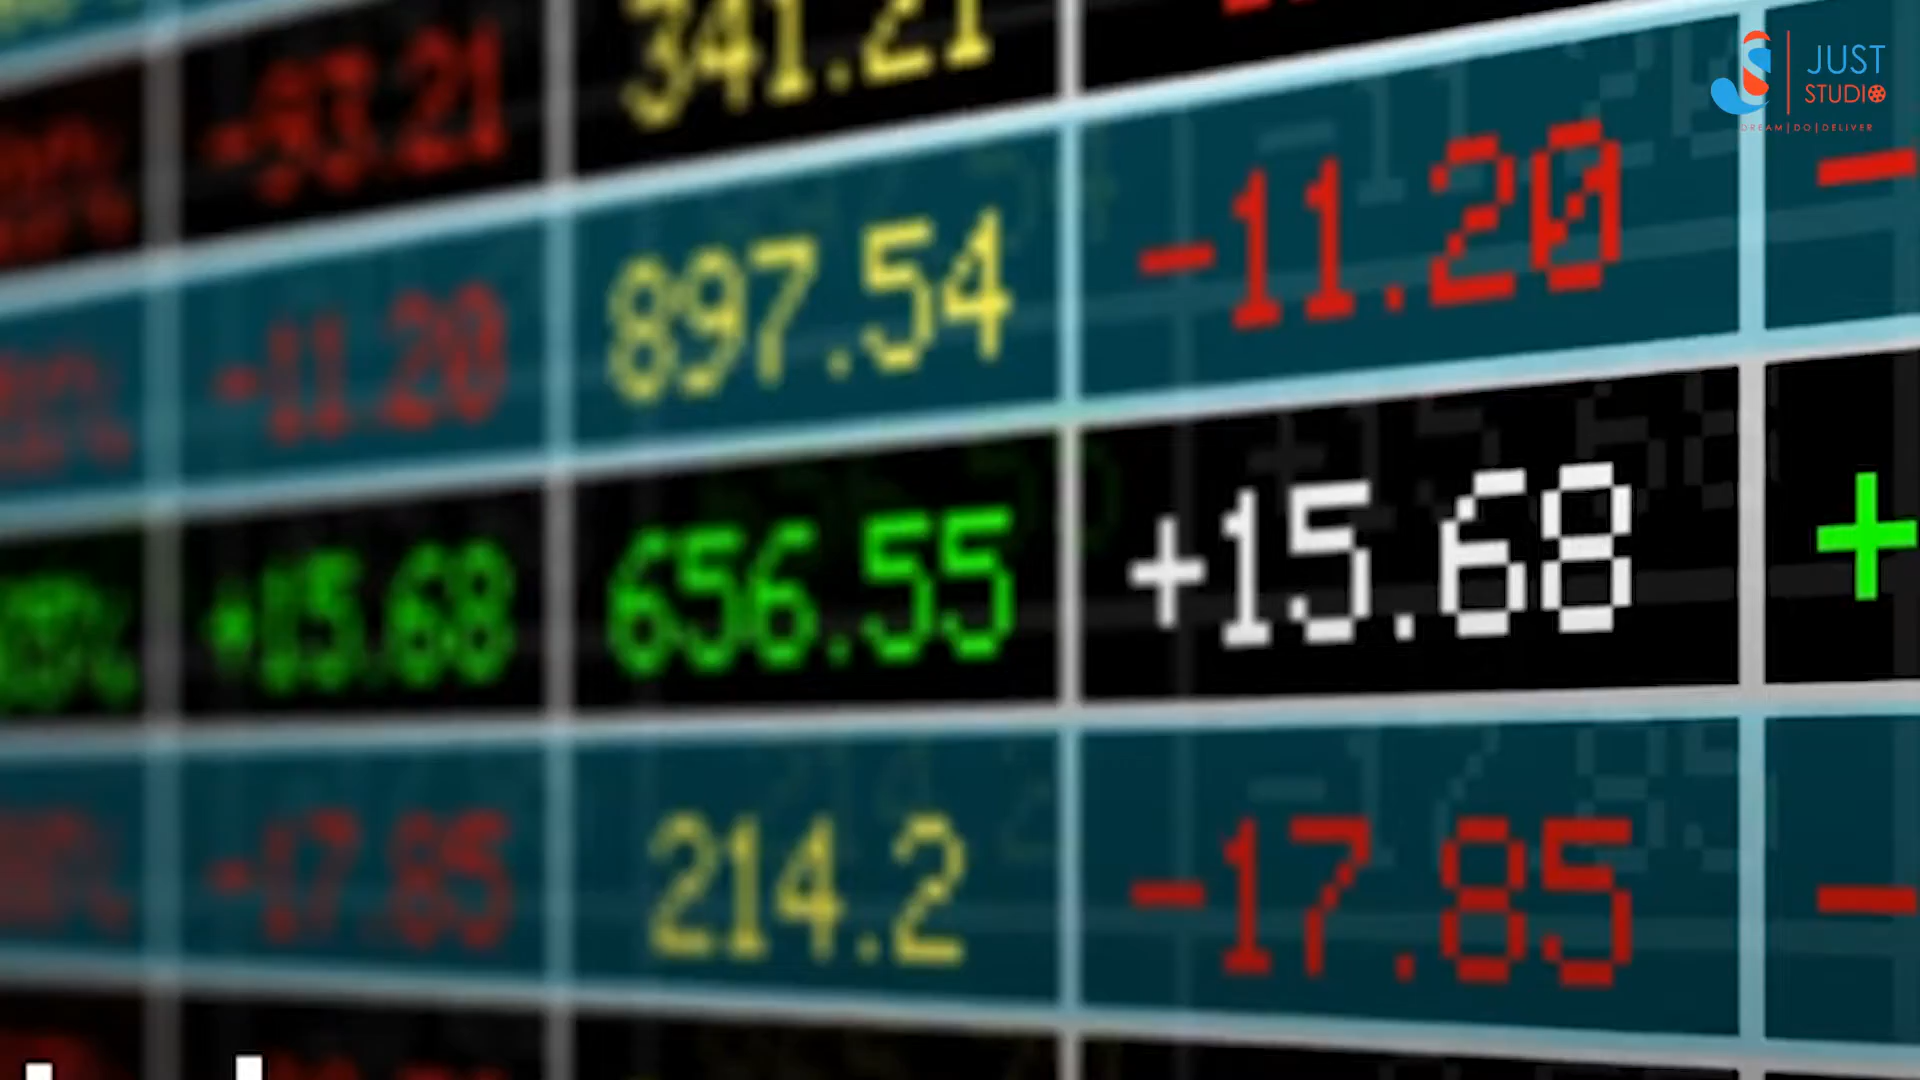 JUST
STUDIO
DREAM|DO|DELIVER
-93.21 341.21
-11.20 897.54 -11.20 -
+15.68 656.55 +15.68 +
-17.85 214.2 -17.85 -